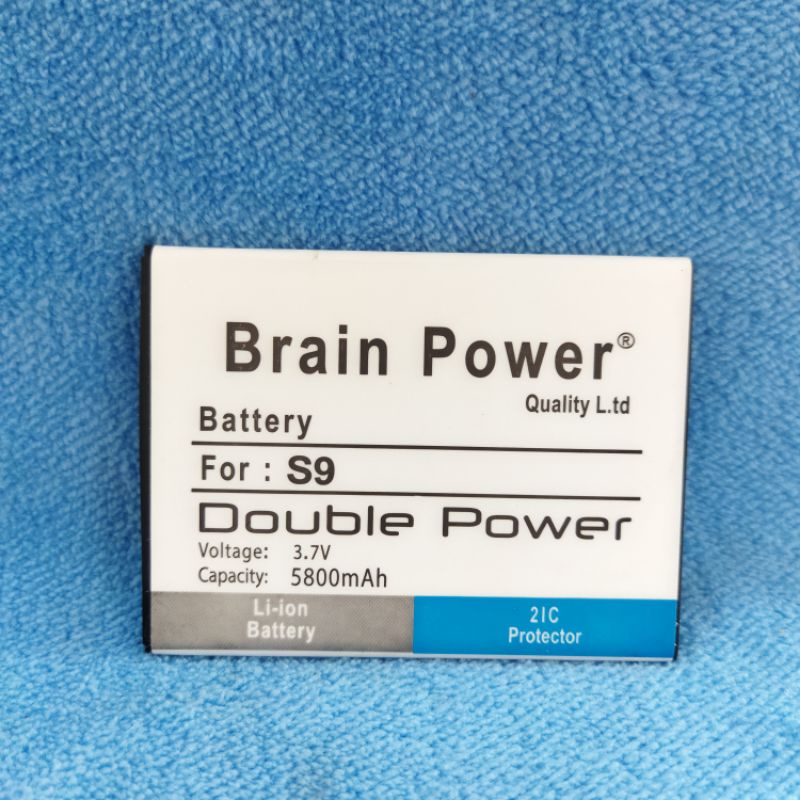 Brain Power®
Quality L.td
Battery
For : S9
Double Power
Voltage: 3.7V
Capacity: 5800mAh
Li-ion
Battery
2IC
Protector